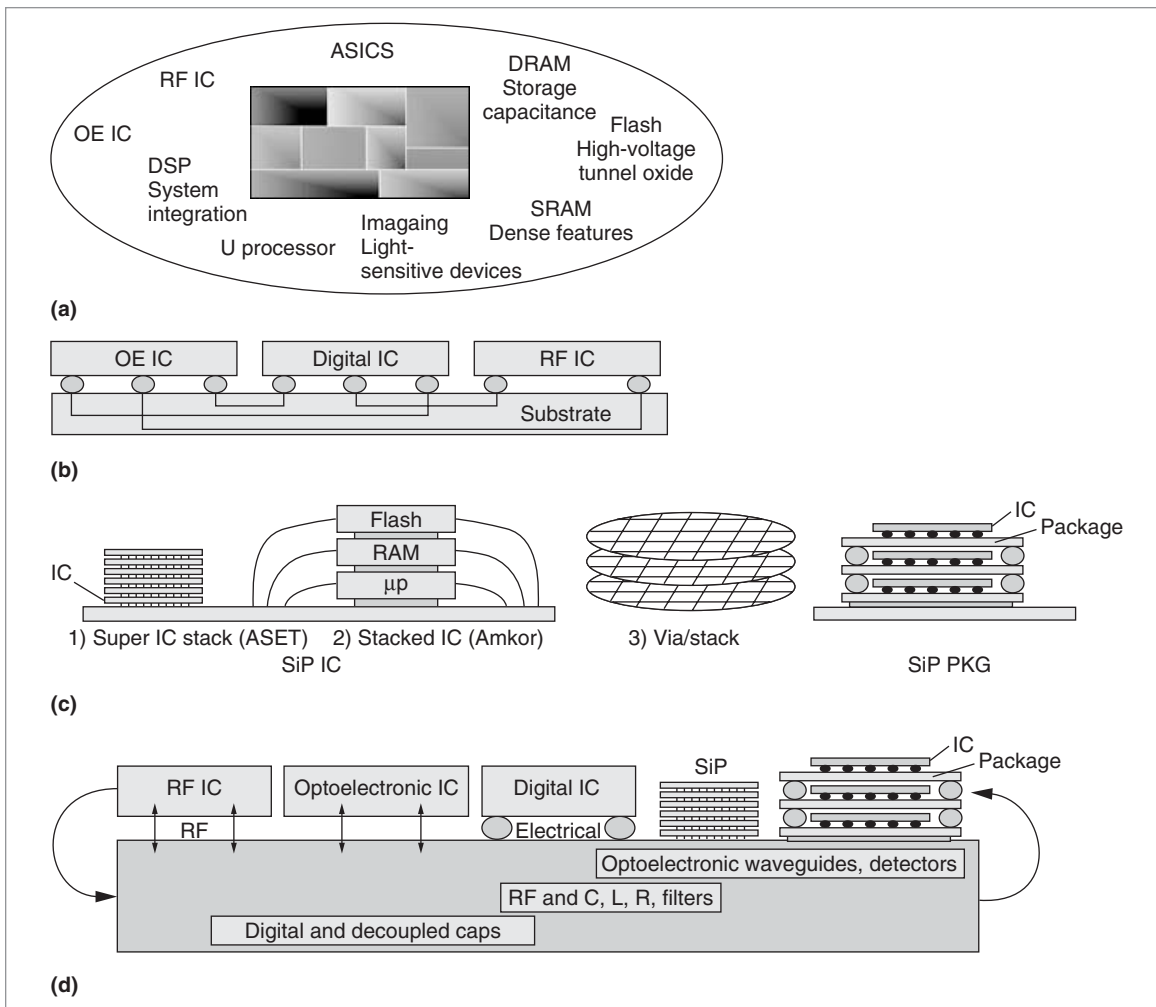 ASICS
RF IC
DRAM
Storage
capacitance
OE IC
Flash
High-voltage
tunnel oxide
DSP
System
integration
SRAM
Dense features
U processor
Imagaing
Light-
sensitive devices
(a)
OE IC
Digital IC
RF IC
Substrate
(b)
IC
Flash
RAM
µp
IC
Package
1) Super IC stack (ASET)
2) Stacked IC (Amkor)
3) Via/stack
SiP IC
SiP PKG
(c)
RF IC
Optoelectronic IC
Digital IC
SiP
IC
Package
RF
Electrical
Optoelectronic waveguides, detectors
RF and C, L, R, filters
Digital and decoupled caps
(d)